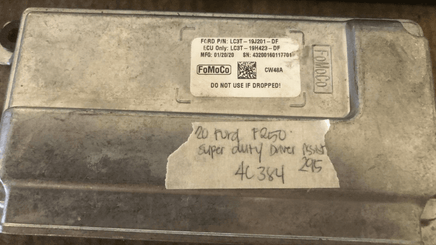 FORD P/N: LC3T-19J201-DF
ECU Only: LC3T-19H423-DF
MFG: 01/20/20 SN:
FoMoCo
CW48A
DO NOT USE IF DROPPED!
FoMoCo
20 Ford F250
Super duty Driver Assist
295
4C384